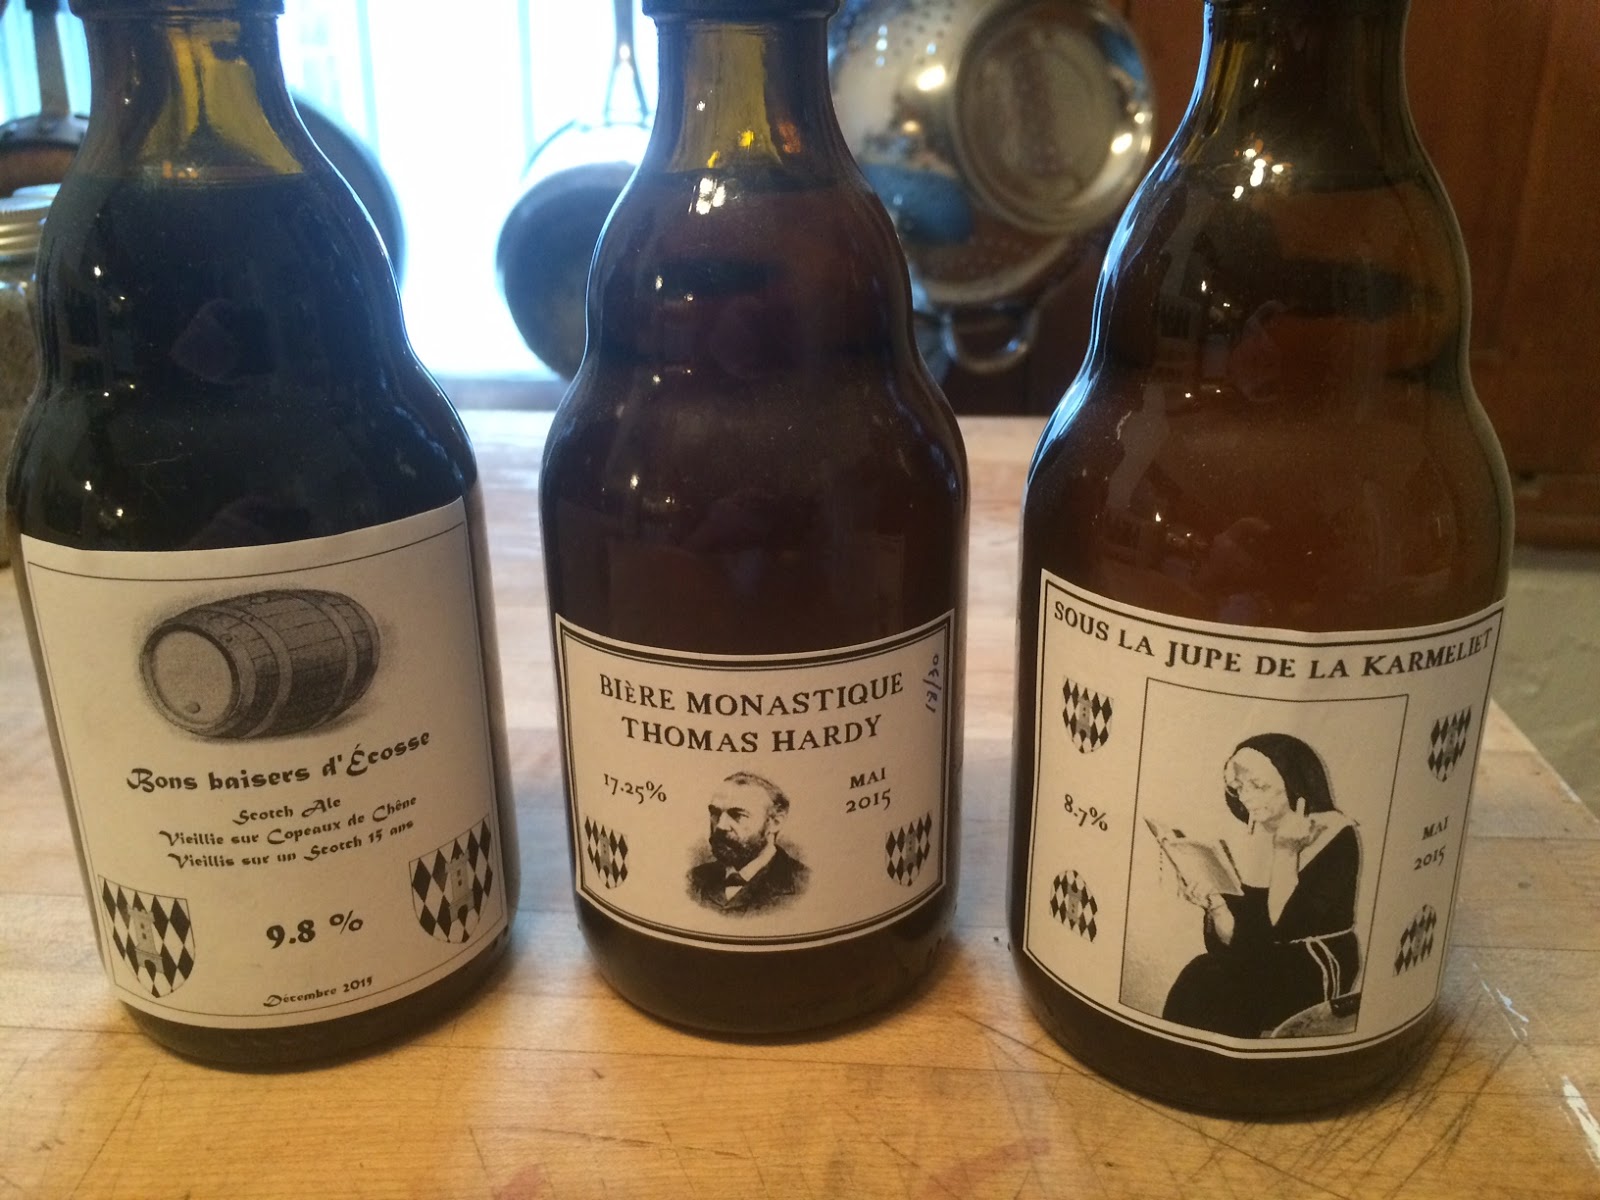 Bons baisers d'Écosse
Scotch Ale
Vieillie sur Copeaux de Chêne
Vieillis sur un Scotch 15 ans
9.8 %
Décembre 2015
BIÈRE MONASTIQUE
THOMAS HARDY
17.25%
MAI
2015
SOUS LA JUPE DE LA KARMELIET
8.7%
MAI
2015